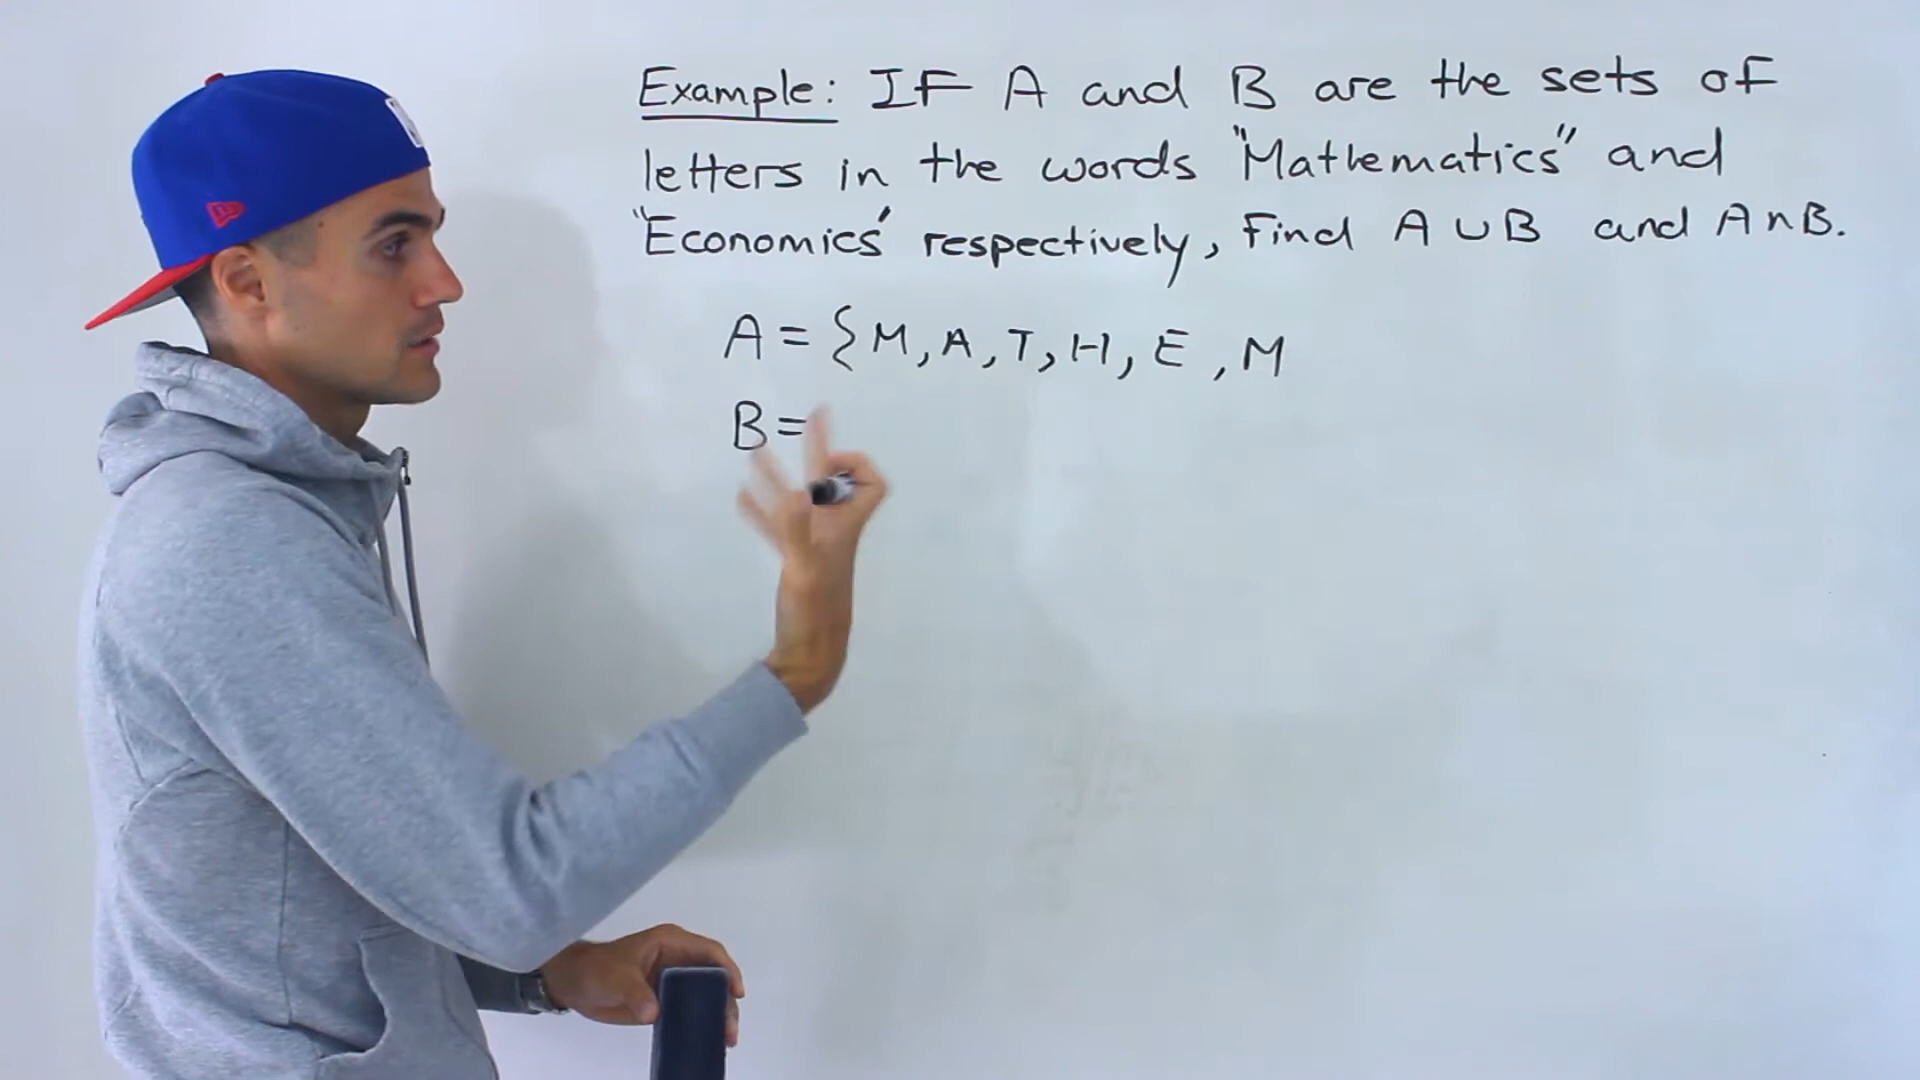 Example: IF A and B are the sets of
letters in the words "Mathematics" and
"Economics" respectively, Find A ∪ B and A ∩ B.
A = { M, A, T, H, E , M
B =